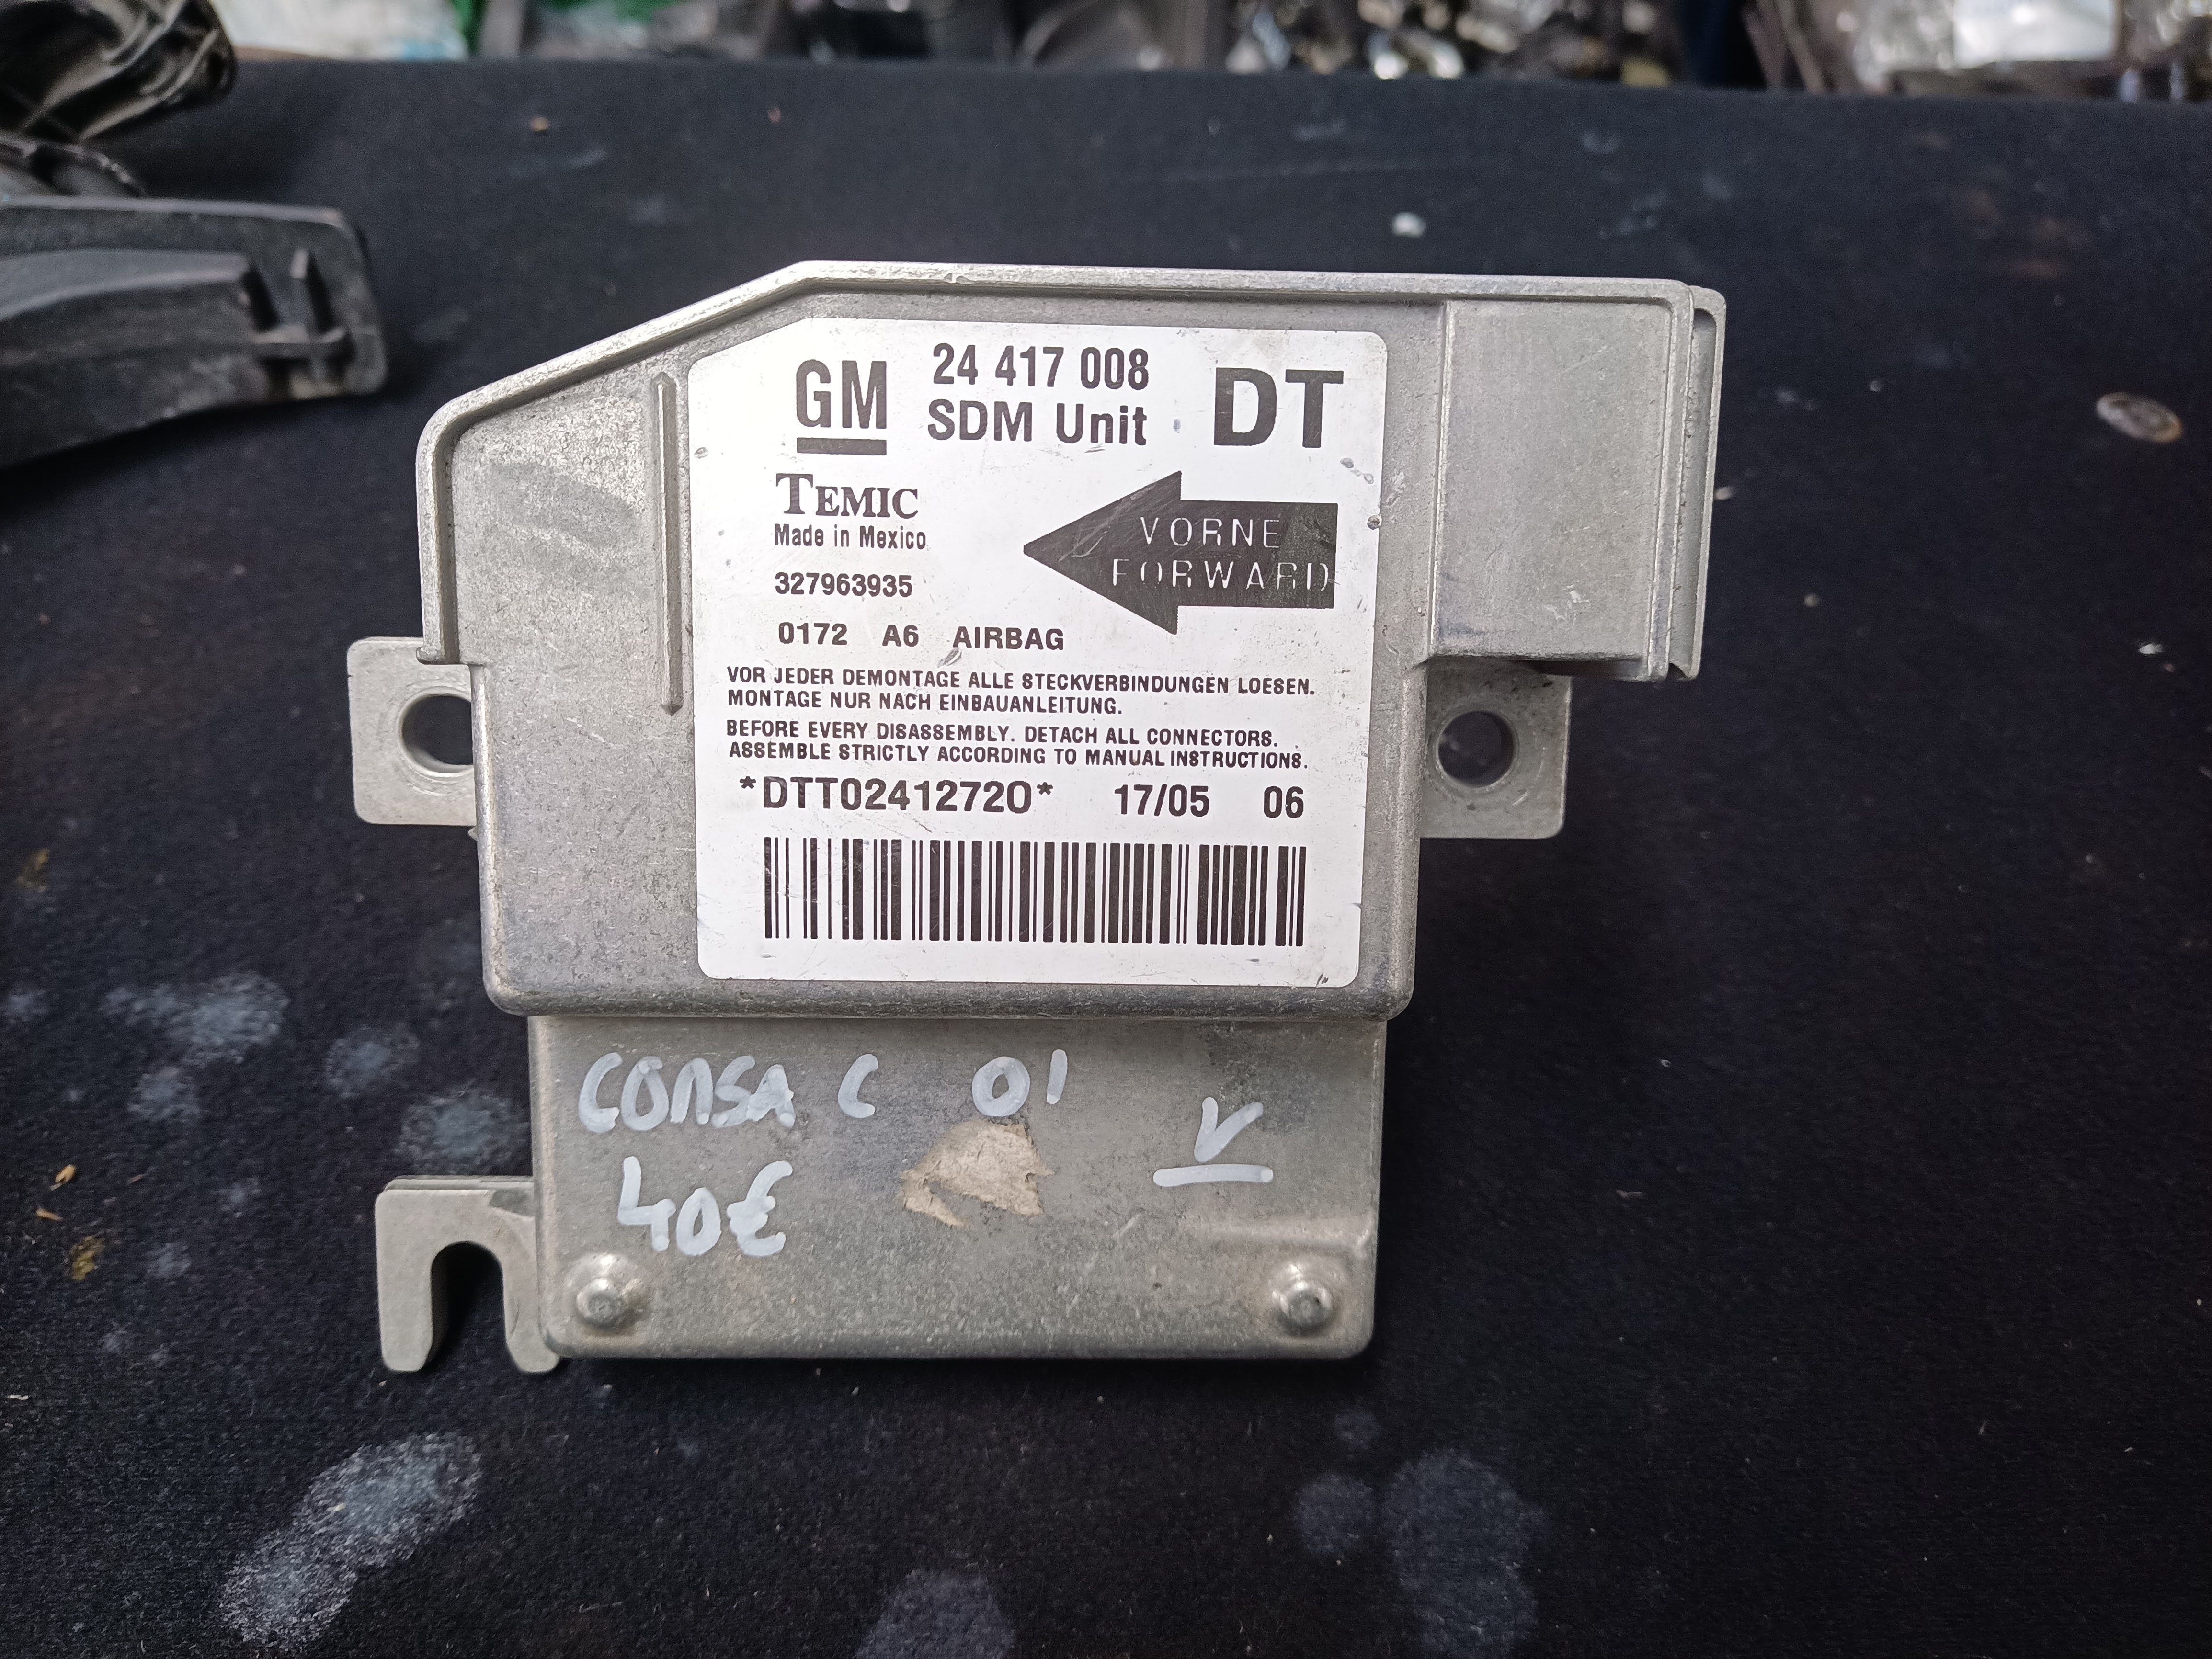 GM 24 417 008 DT
SDM Unit
TEMIC
Made in Mexico
VORNE
FORWARD
327963935
0172 A6 AIRBAG
VOR JEDER DEMONTAGE ALLE STECKVERBINDUNGEN LOESEN.
MONTAGE NUR NACH EINBAUANLEITUNG.
BEFORE EVERY DISASSEMBLY. DETACH ALL CONNECTORS.
ASSEMBLE STRICTLY ACCORDING TO MANUAL INSTRUCTIONS.
*DTT02412720* 17/05 06
CORSA C 01
V
40€